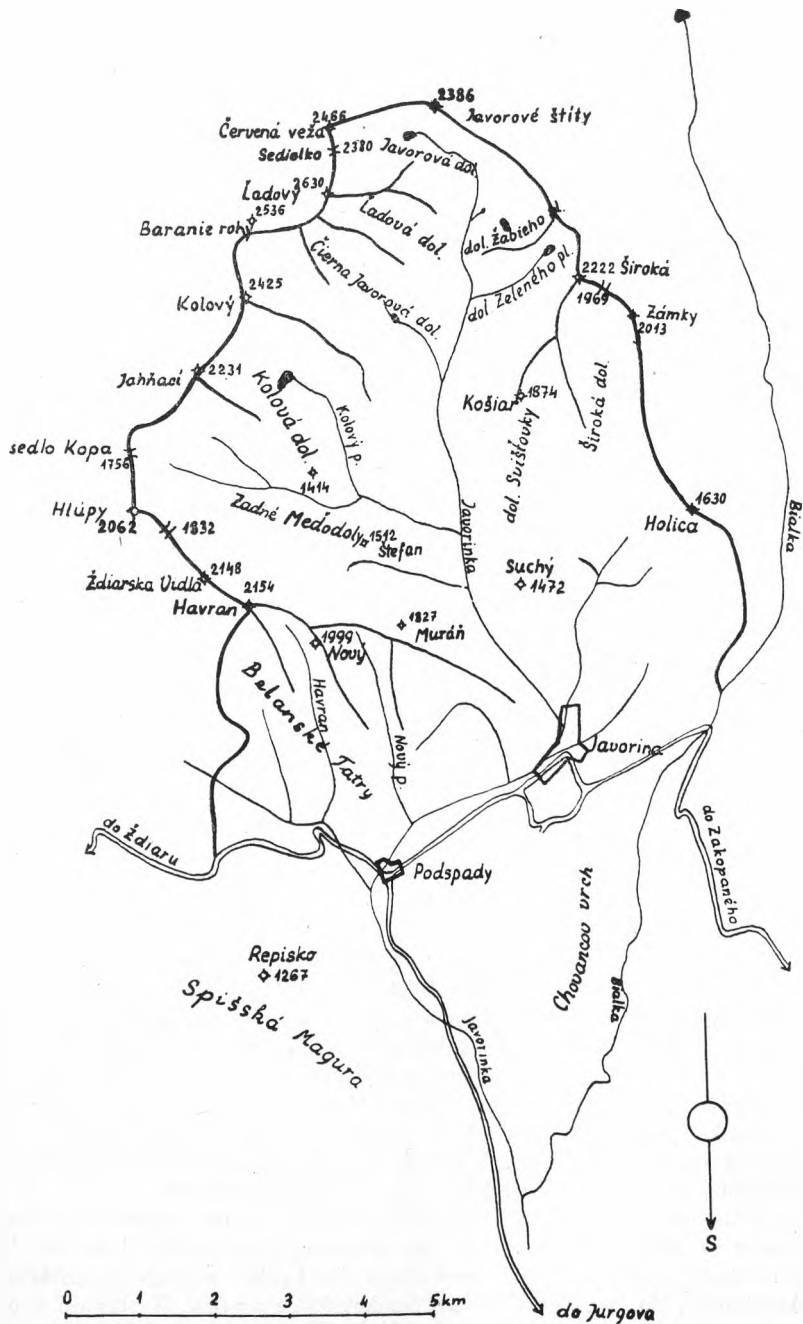 2386
Javorové štíty
2466
Červená veža
Sedielko
2380
Javorová dol.
Ľadový
2630
2536
Baranie rohy
Ľadová dol.
dol. Žabieho pl.
Čierna Javorová dol.
dol. Zeleného pl.
2222 Široká
1969
Zámky
2013
2425
Kolový
2231
Jahňací
Kolová dol.
Kolový p.
1414
Košiar
1874
dol. Svišťovky
Široká dol.
sedlo Kopa
1756
Hlúpy
2062
1832
Zadné Meďodoly
1512
Štefan
Javorinka
1630
Holica
Bialka
Suchý
1472
2148
Ždiarska Vidlá
2154
Havran
1827
Muráň
1999
Nový
Belanské Tatry
Havran
Nový p.
Javorina
do Ždiaru
do Zakopaného
Podspady
Chovancov vrch
Repisko
1267
Spišská Magura
Javorinka
Bialka
S
0 1 2 3 4 5 km
do Jurgova